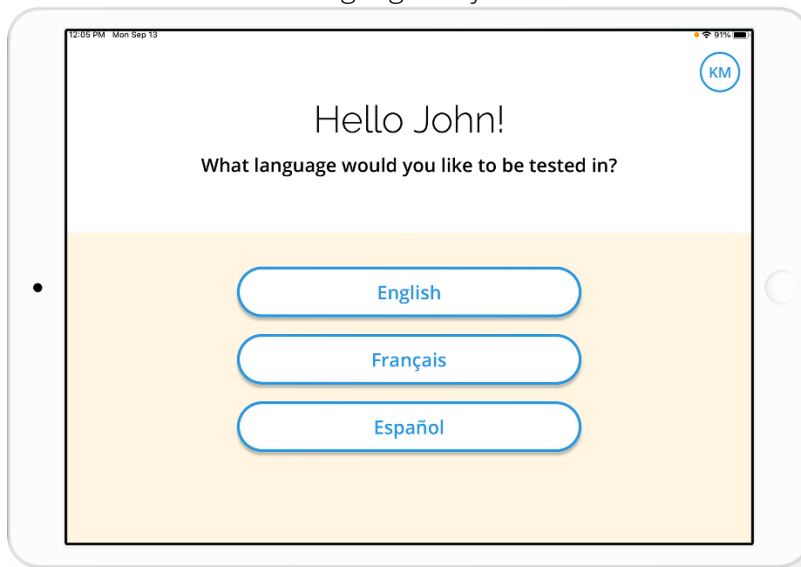 12:05 PM Mon Sep 13
91%
KM
Hello John!
What language would you like to be tested in?
English
Français
Español